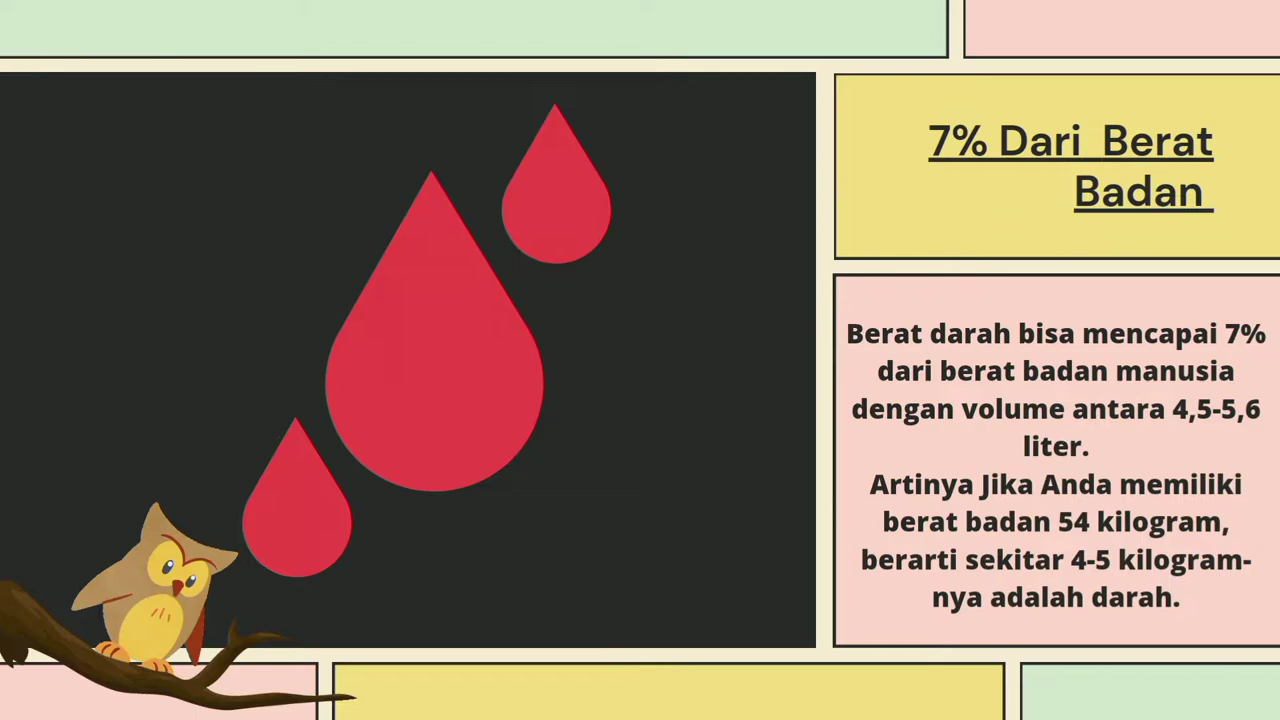 7% Dari Berat
Badan
Berat darah bisa mencapai 7%
dari berat badan manusia
dengan volume antara 4,5-5,6
liter.
Artinya Jika Anda memiliki
berat badan 54 kilogram,
berarti sekitar 4-5 kilogram-
nya adalah darah.